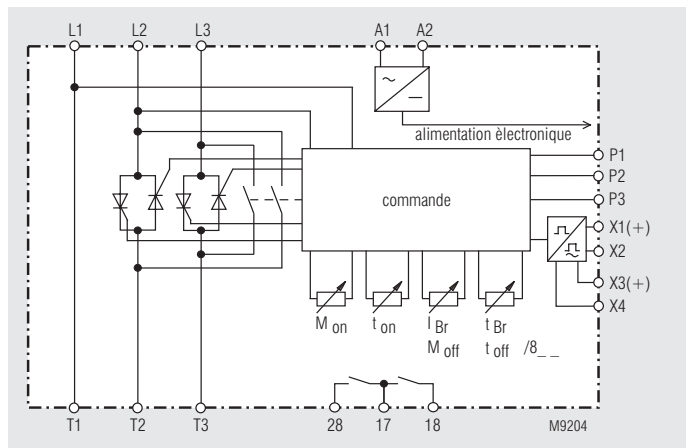 L1 L2 L3 A1 A2
alimentation èlectronique
P1
P2
commande
P3
X1(+)
X2
X3(+)
X4
M on t on I Br t Br
M off t off /8_ _
T1 T2 T3 28 17 18 M9204